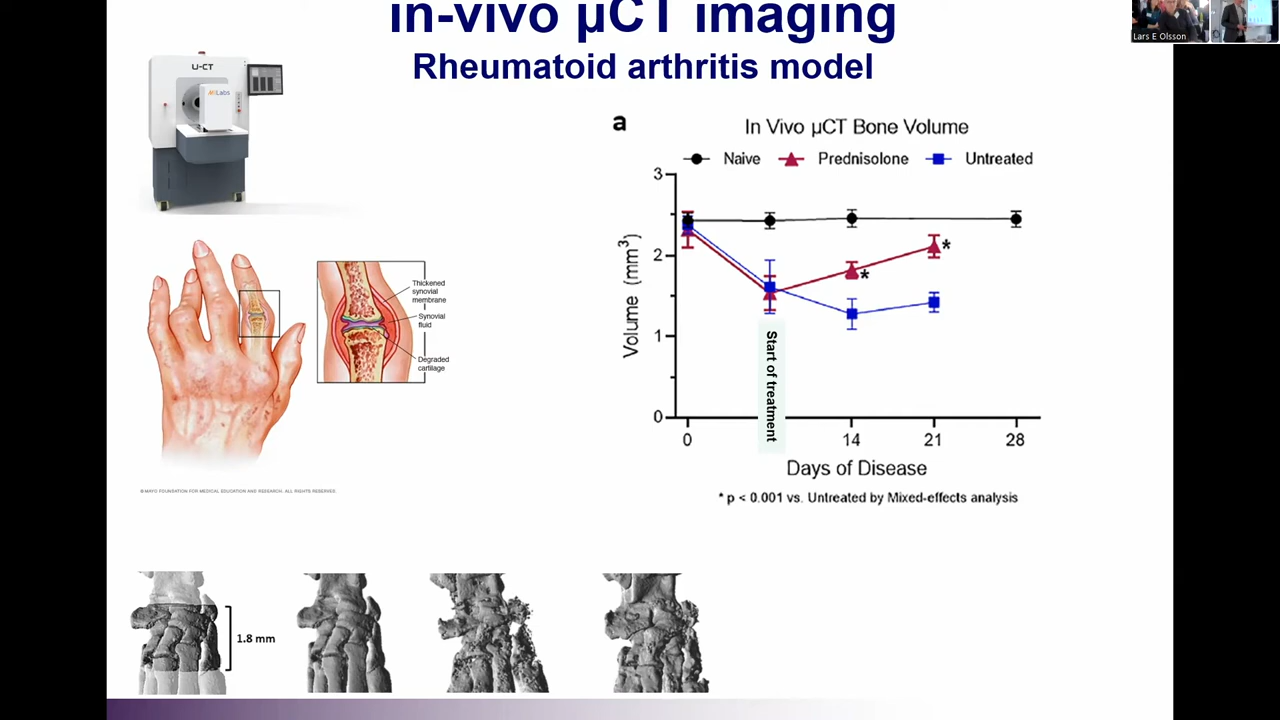 in-vivo µCT imaging
Rheumatoid arthritis model
Lars E Olsson
U-CT
MILabs
a
In Vivo µCT Bone Volume
Naive
Prednisolone
Untreated
3
2
1
0
Volume (mm³)
*
*
Start of treatment
0
14
21
28
Days of Disease
* p < 0.001 vs. Untreated by Mixed-effects analysis
Thickened
synovial
membrane
Synovial
fluid
Degraded
cartilage
© MAYO FOUNDATION FOR MEDICAL EDUCATION AND RESEARCH. ALL RIGHTS RESERVED.
1.8 mm